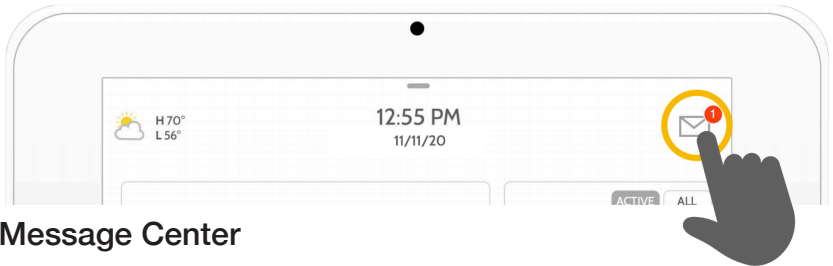 H 70°
L 56°
12:55 PM
11/11/20
1
ACTIVE
ALL
Message Center